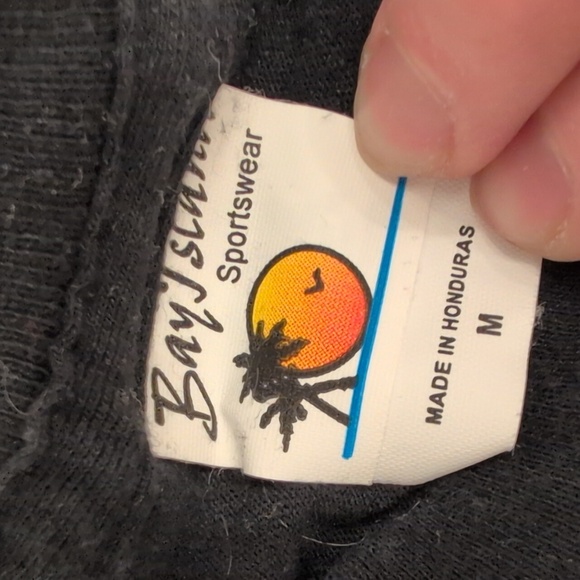 Bay Island
Sportswear
MADE IN HONDURAS
M